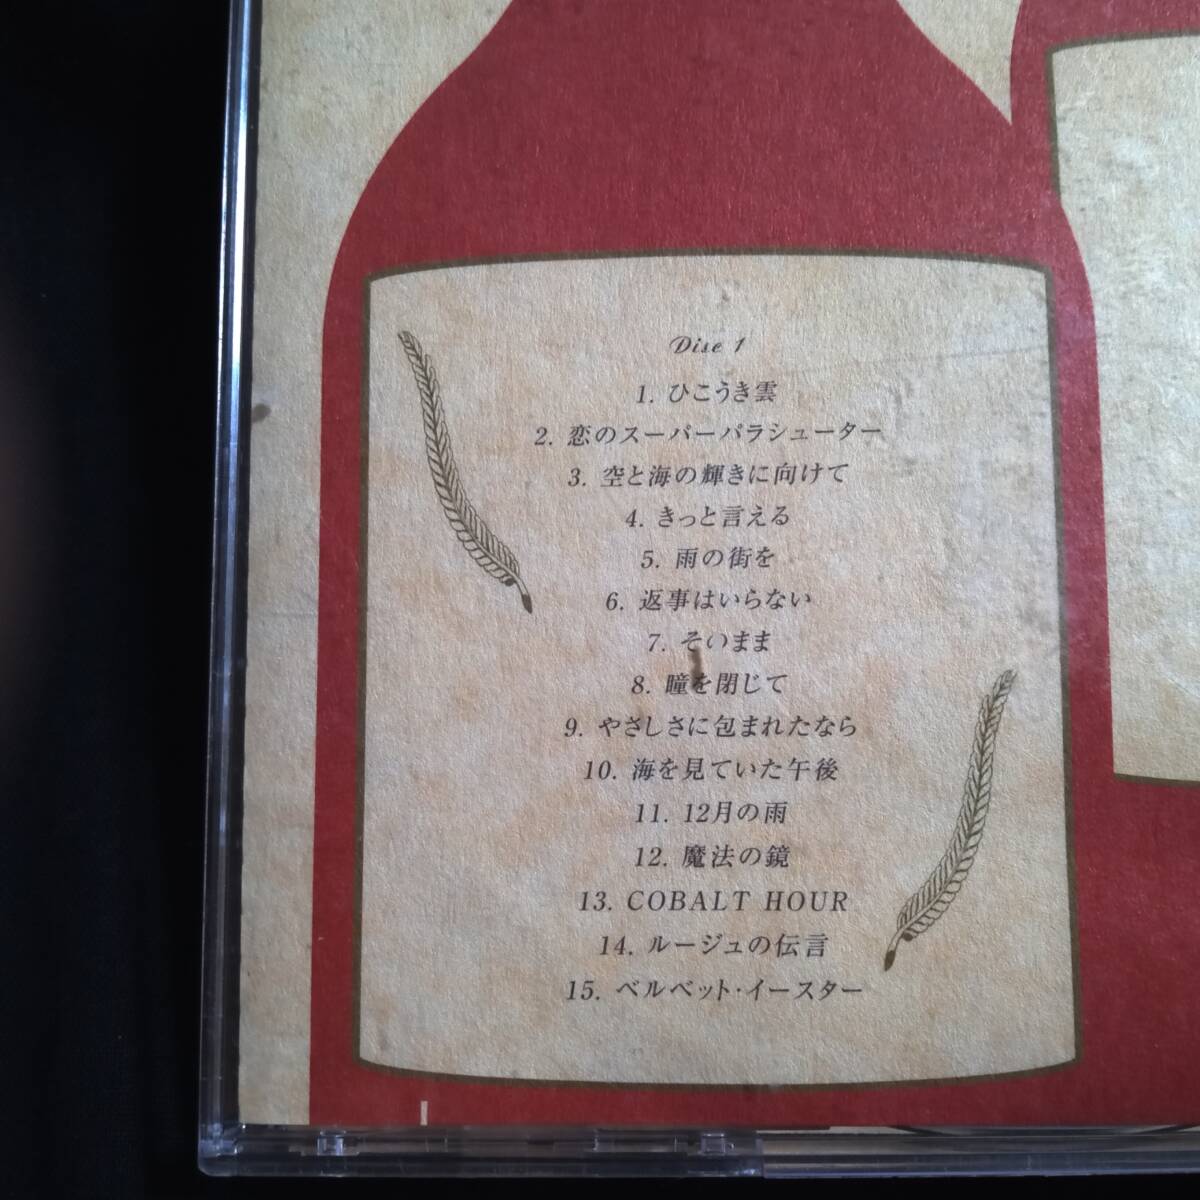 Disc 1
1. ひこうき雲
2. 恋のスーパーパラシューター
3. 空と海の輝きに向けて
4. きっと言える
5. 雨の街を
6. 返事はいらない
7. そのまま
8. 瞳を閉じて
9. やさしさに包まれたなら
10. 海を見ていた午後
11. 12月の雨
12. 魔法の鏡
13. COBALT HOUR
14. ルージュの伝言
15. ベルベット・イースター